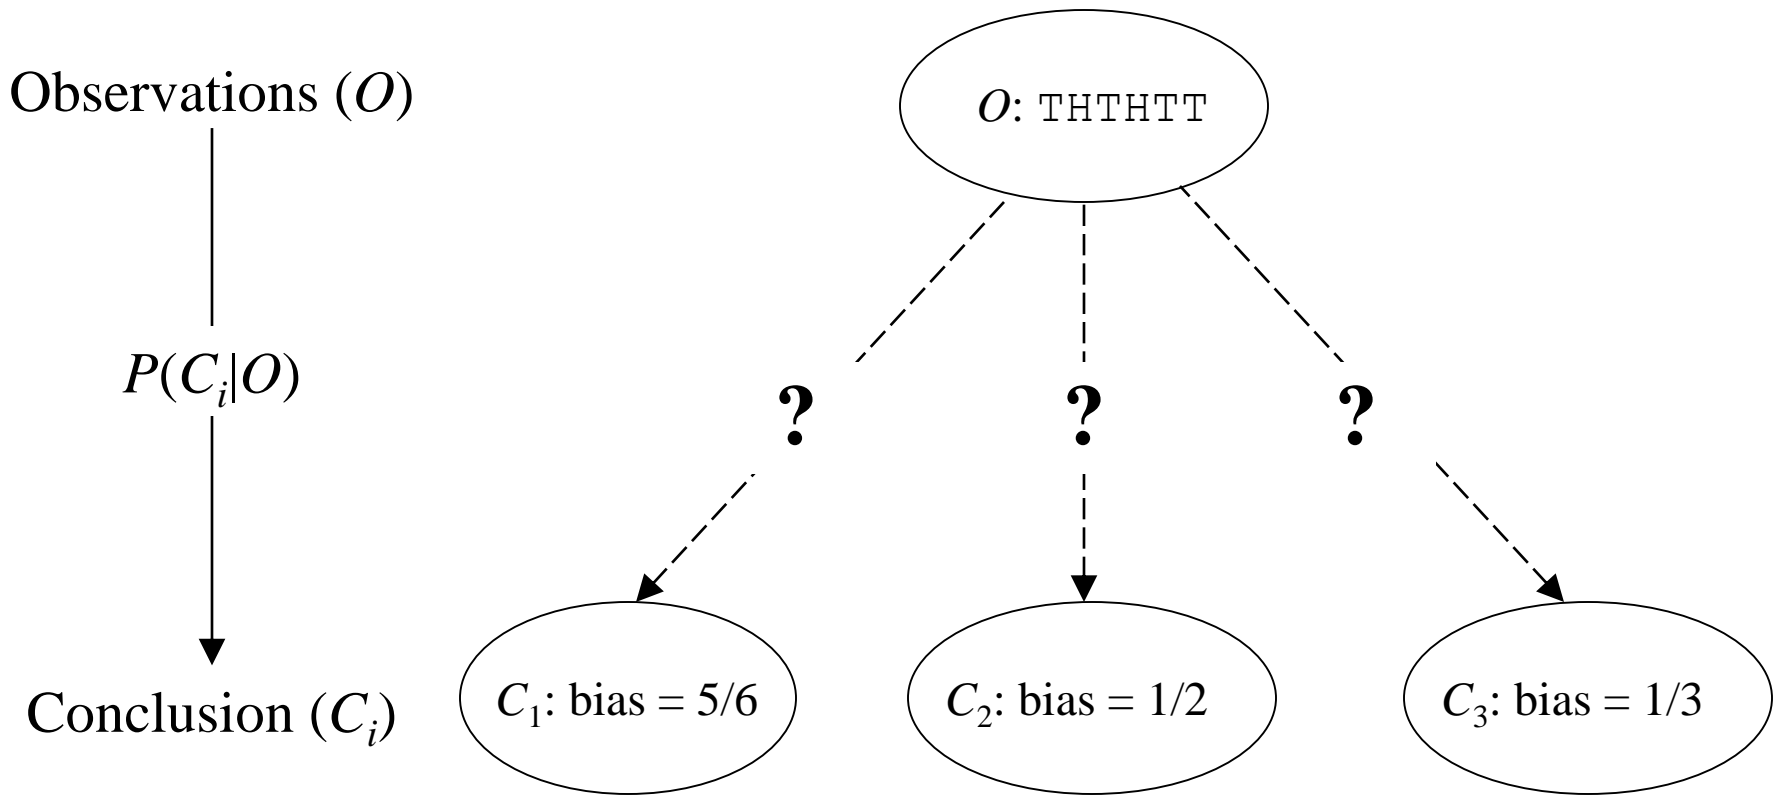 Observations (O)
O: THTHTT
P(Cᵢ|O)
? ? ?
Conclusion (Cᵢ)
C₁: bias = 5/6
C₂: bias = 1/2
C₃: bias = 1/3